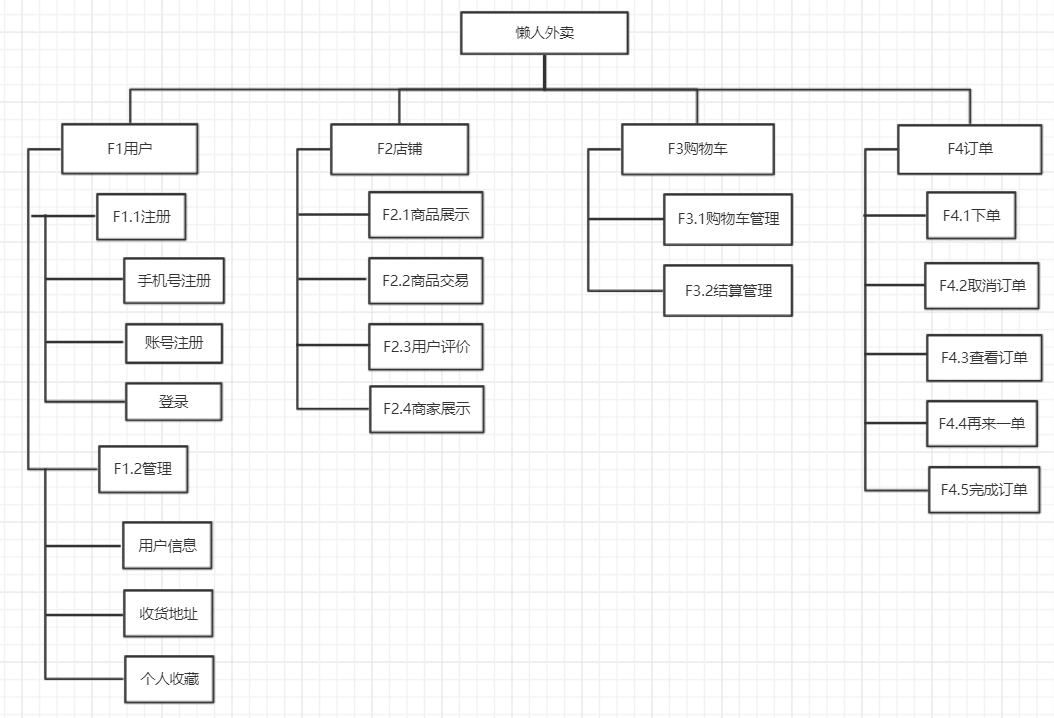 懒人外卖
F1用户
F1.1注册
手机号注册
账号注册
登录
F1.2管理
用户信息
收货地址
个人收藏
F2店铺
F2.1商品展示
F2.2商品交易
F2.3用户评价
F2.4商家展示
F3购物车
F3.1购物车管理
F3.2结算管理
F4订单
F4.1下单
F4.2取消订单
F4.3查看订单
F4.4再来一单
F4.5完成订单